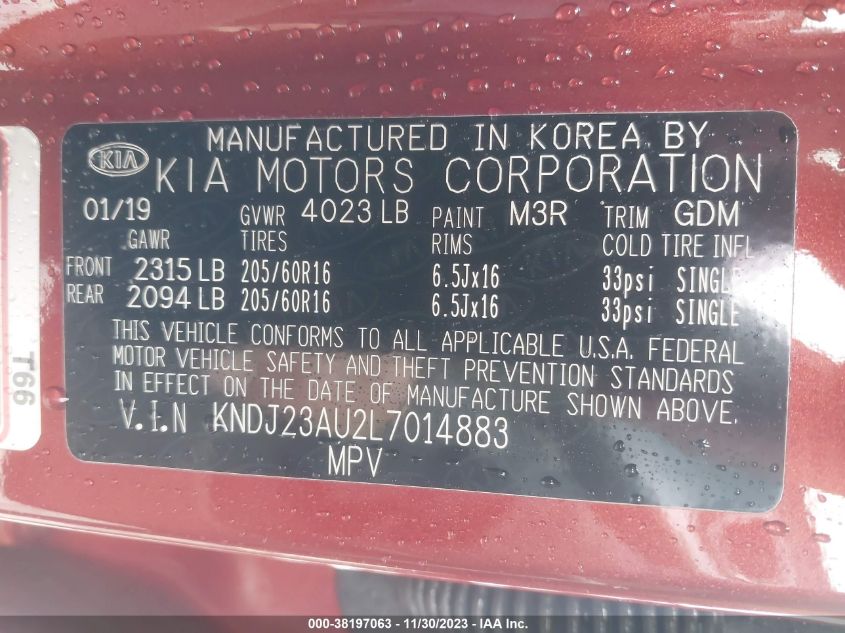 MANUFACTURED IN KOREA BY
KIA KIA MOTORS CORPORATION
01/19 GVWR 4023 LB PAINT M3R TRIM GDM
GAWR TIRES RIMS COLD TIRE INFL
FRONT 2315 LB 205/60R16 6.5Jx16 33psi SINGLE
REAR 2094 LB 205/60R16 6.5Jx16 33psi SINGLE
THIS VEHICLE CONFORMS TO ALL APPLICABLE U.S.A. FEDERAL
MOTOR VEHICLE SAFETY AND THEFT PREVENTION STANDARDS
IN EFFECT ON THE DATE OF MANUFACTURE SHOWN ABOVE.
V.I.N KNDJ23AU2L7014883
MPV
T66
000-38197063 - 11/30/2023 - IAA Inc.